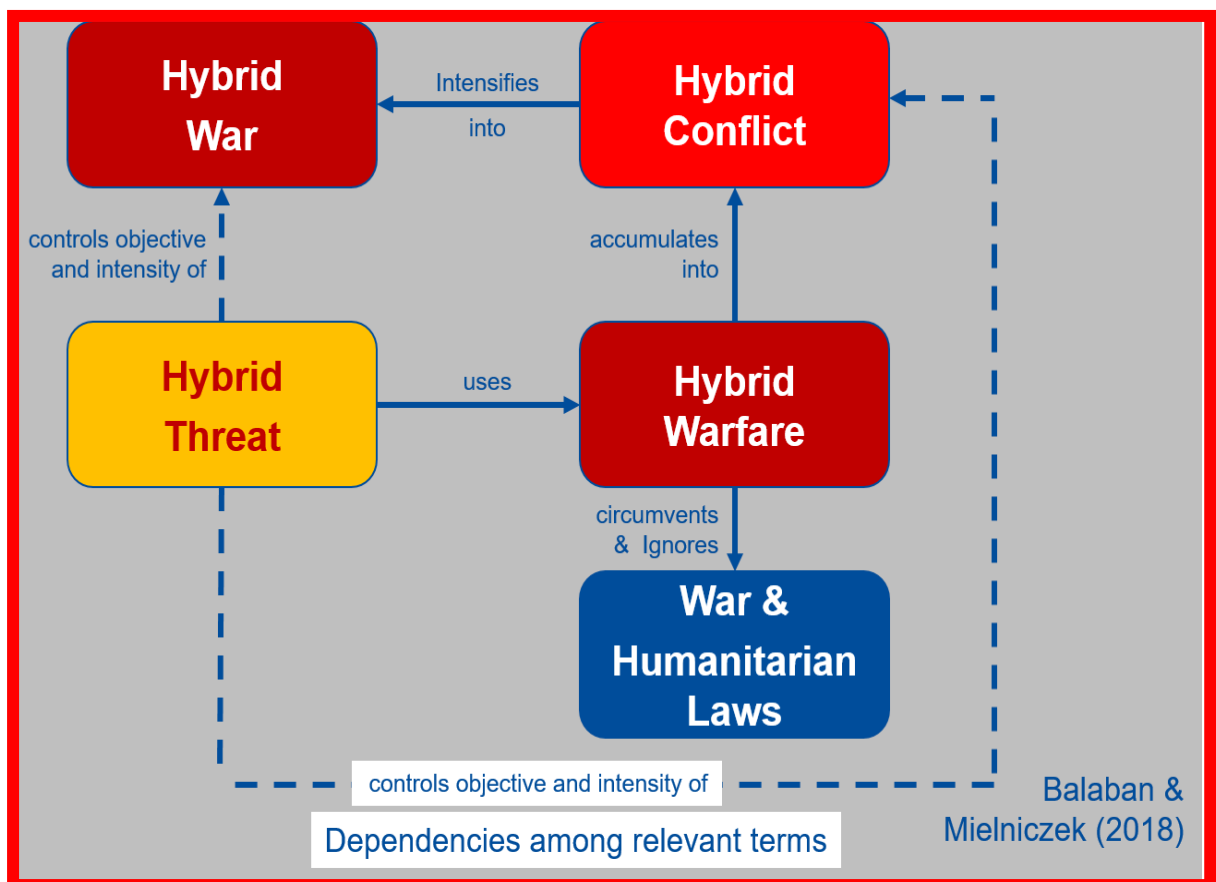 Hybrid
War
Intensifies
into
Hybrid
Conflict
controls objective
and intensity of
accumulates
into
Hybrid
Threat
uses
Hybrid
Warfare
circumvents
& Ignores
War &
Humanitarian
Laws
controls objective and intensity of
Balaban &
Mielniczek (2018)
Dependencies among relevant terms